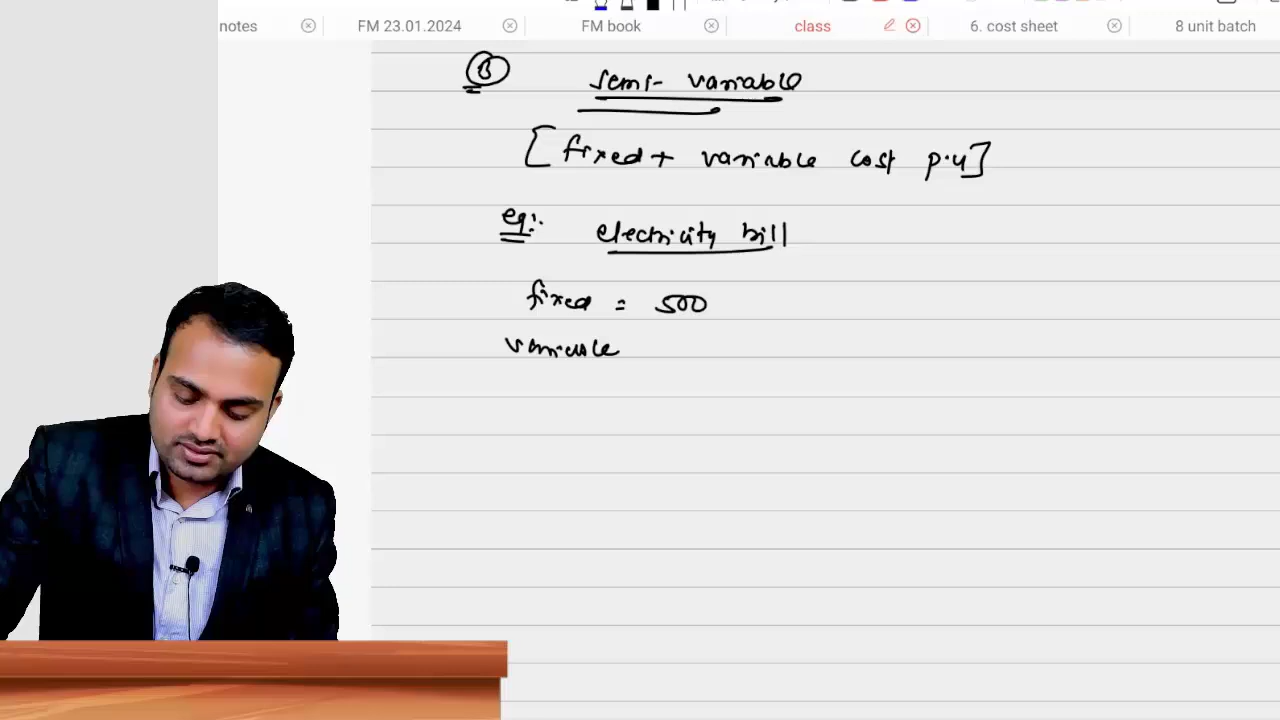 notes FM 23.01.2024 FM book class 6. cost sheet 8 unit batch
B semi-variable
[fixed + variable cost p.u]
eg:- electricity bill
fixed = 500
variable